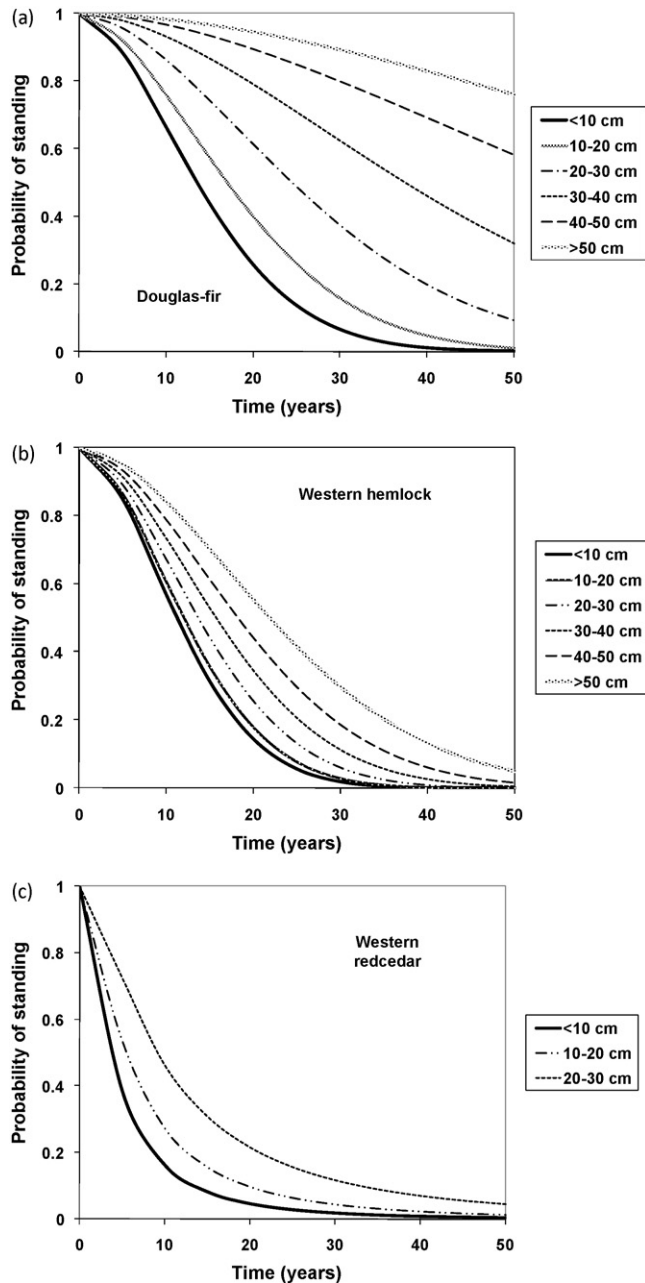 (a)
1
0.8
0.6
0.4
0.2
0
Probability of standing
Douglas-fir
0 10 20 30 40 50
Time (years)
<10 cm
10-20 cm
20-30 cm
30-40 cm
40-50 cm
>50 cm
(b)
1
0.8
0.6
0.4
0.2
0
Probability of standing
Western hemlock
0 10 20 30 40 50
Time (years)
<10 cm
10-20 cm
20-30 cm
30-40 cm
40-50 cm
>50 cm
(c)
1
0.8
0.6
0.4
0.2
0
Probability of standing
Western
redcedar
0 10 20 30 40 50
Time (years)
<10 cm
10-20 cm
20-30 cm